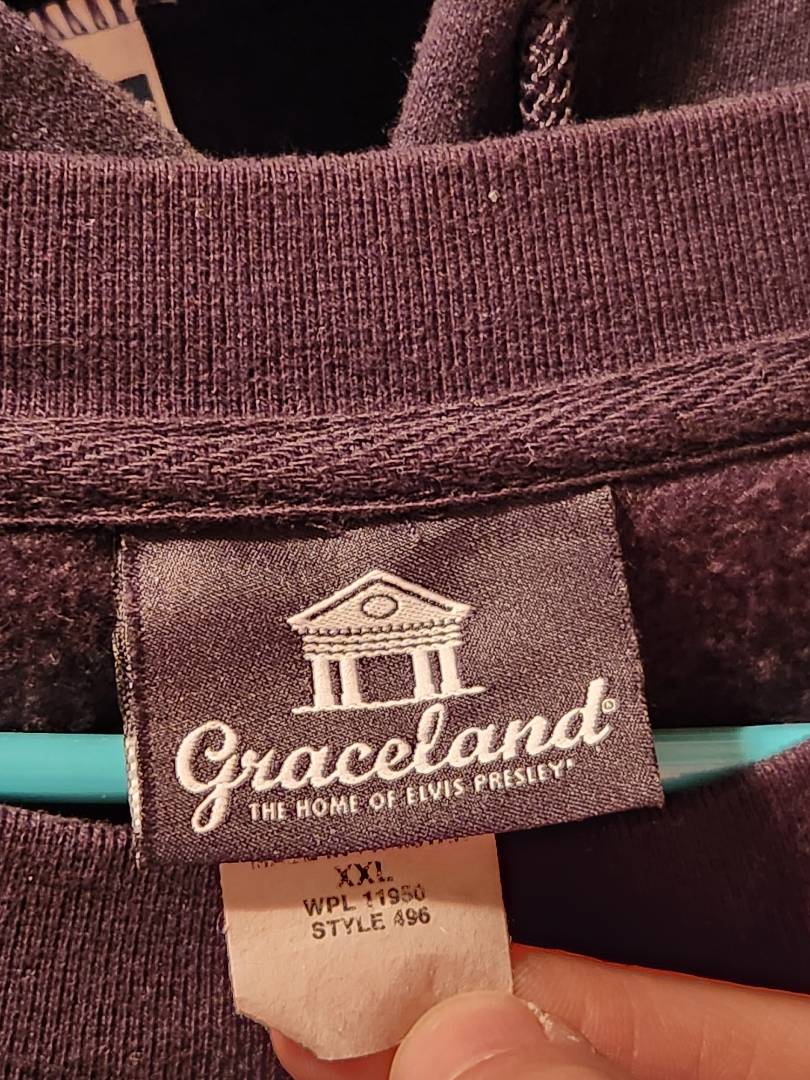 Graceland®
THE HOME OF ELVIS PRESLEY®
XXL
WPL 11950
STYLE 496